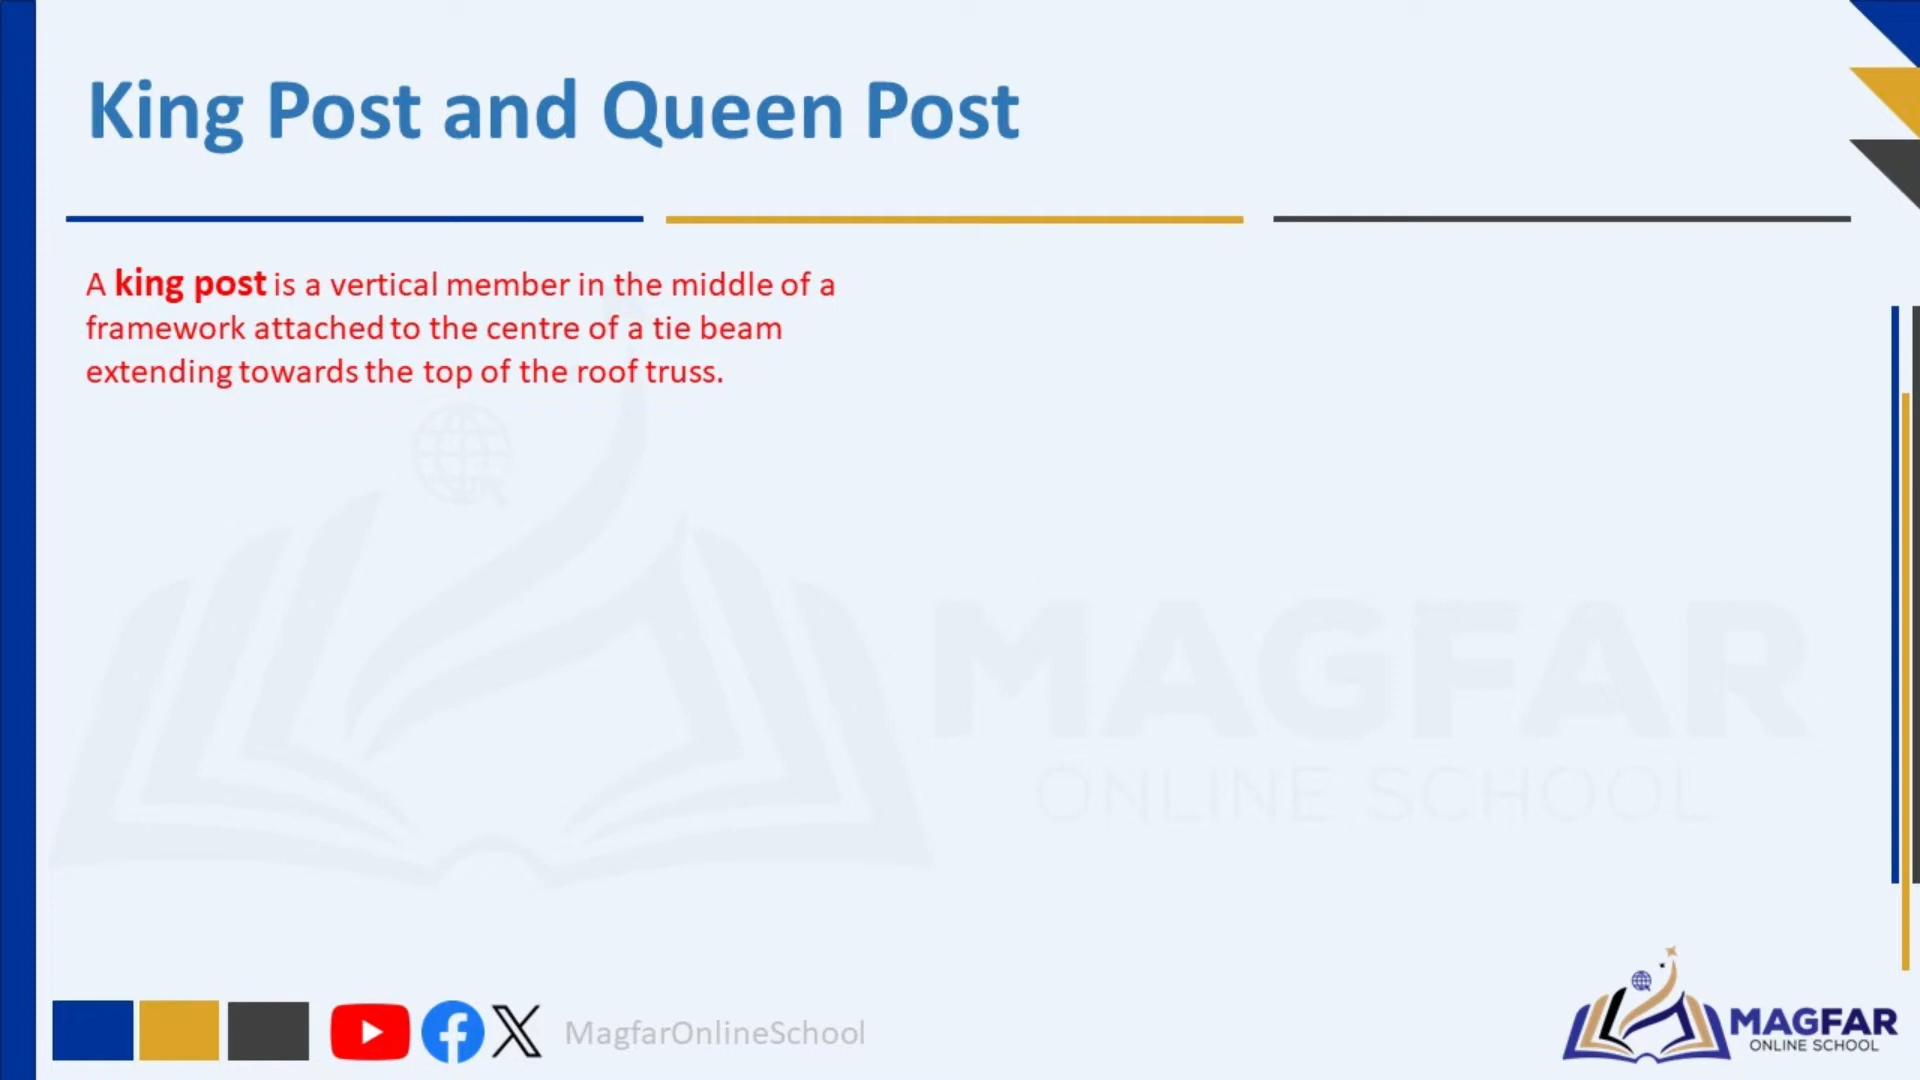 King Post and Queen Post
A king post is a vertical member in the middle of a
framework attached to the centre of a tie beam
extending towards the top of the roof truss.
MAGFAR
ONLINE SCHOOL
MagfarOnlineSchool
MAGFAR
ONLINE SCHOOL